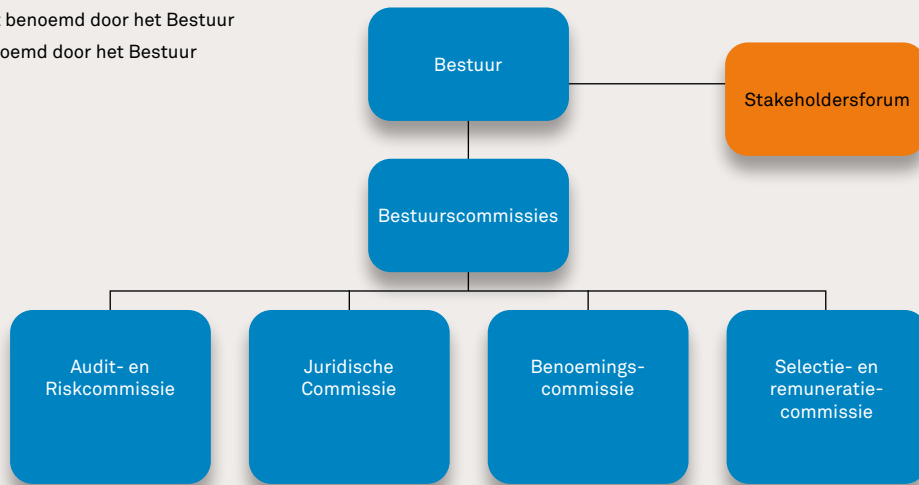 benoemd door het Bestuur
door het Bestuur
Bestuur
Stakeholdersforum
Bestuurscommissies
Audit- en
Riskcommissie
Juridische
Commissie
Benoemings-
commissie
Selectie- en
remuneratie-
commissie